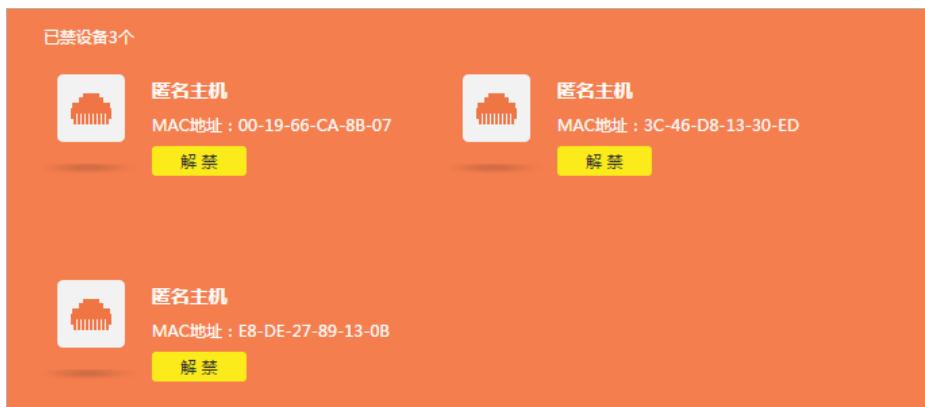 已禁设备3个
匿名主机
MAC地址：00-19-66-CA-8B-07
解 禁
匿名主机
MAC地址：3C-46-D8-13-30-ED
解 禁
匿名主机
MAC地址：E8-DE-27-89-13-0B
解 禁